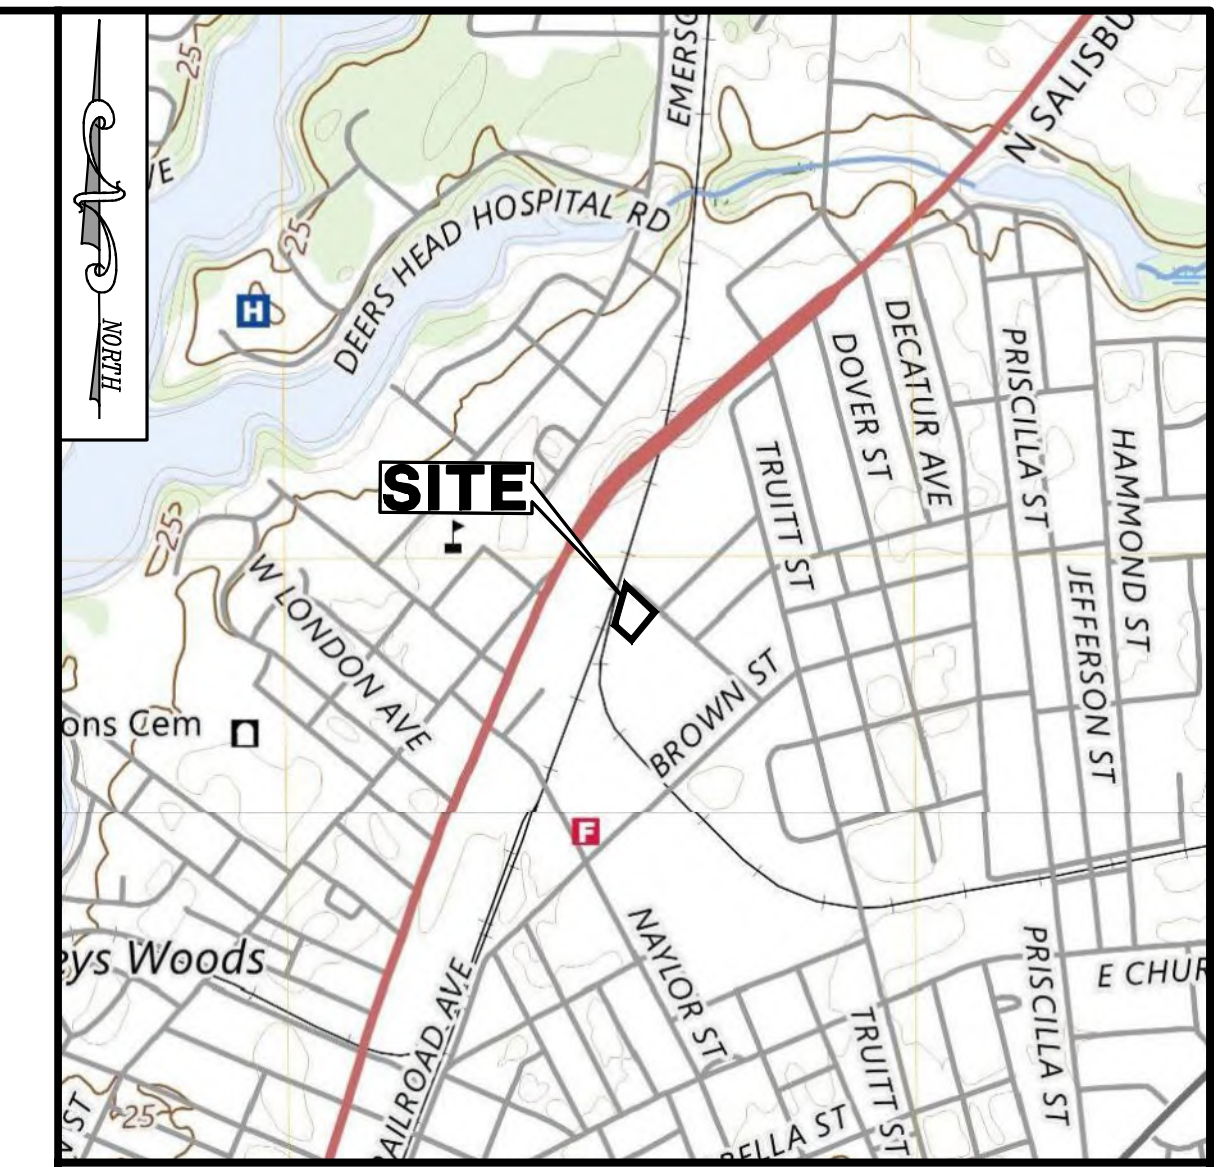 25
EMERSO
N SALISBU
VE
DEERS HEAD HOSPITAL RD
25
H
NORTH
DECATUR AVE
DOVER ST
PRISCILLA ST
HAMMOND ST
TRUITT ST
SITE
25
W LONDON AVE
JEFFERSON ST
BROWN ST
ons Cem
F
NAYLOR ST
eys Woods
RAILROAD AVE
PRISCILLA ST
E CHUR
TRUITT ST
25
N ST
BELLA ST